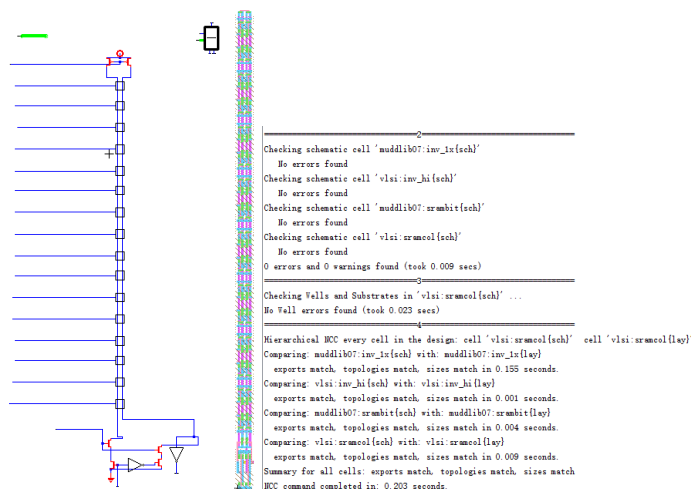 ==================================2==================================
Checking schematic cell 'muddlib07:inv_1x{sch}'
No errors found
Checking schematic cell 'vlsi:inv_hi{sch}'
No errors found
Checking schematic cell 'muddlib07:srambit{sch}'
No errors found
Checking schematic cell 'vlsi:sramcol{sch}'
No errors found
0 errors and 0 warnings found (took 0.009 secs)
==================================3==================================
Checking Wells and Substrates in 'vlsi:sramcol{sch}' ...
No Well errors found (took 0.023 secs)
==================================4==================================
Hierarchical NCC every cell in the design: cell 'vlsi:sramcol{sch}' cell 'vlsi:sramcol{lay}'
Comparing: muddlib07:inv_1x{sch} with: muddlib07:inv_1x{lay}
exports match, topologies match, sizes match in 0.155 seconds.
Comparing: vlsi:inv_hi{sch} with: vlsi:inv_hi{lay}
exports match, topologies match, sizes match in 0.001 seconds.
Comparing: muddlib07:srambit{sch} with: muddlib07:srambit{lay}
exports match, topologies match, sizes match in 0.004 seconds.
Comparing: vlsi:sramcol{sch} with: vlsi:sramcol{lay}
exports match, topologies match, sizes match in 0.009 seconds.
Summary for all cells: exports match, topologies match, sizes match
NCC command completed in: 0.203 seconds.